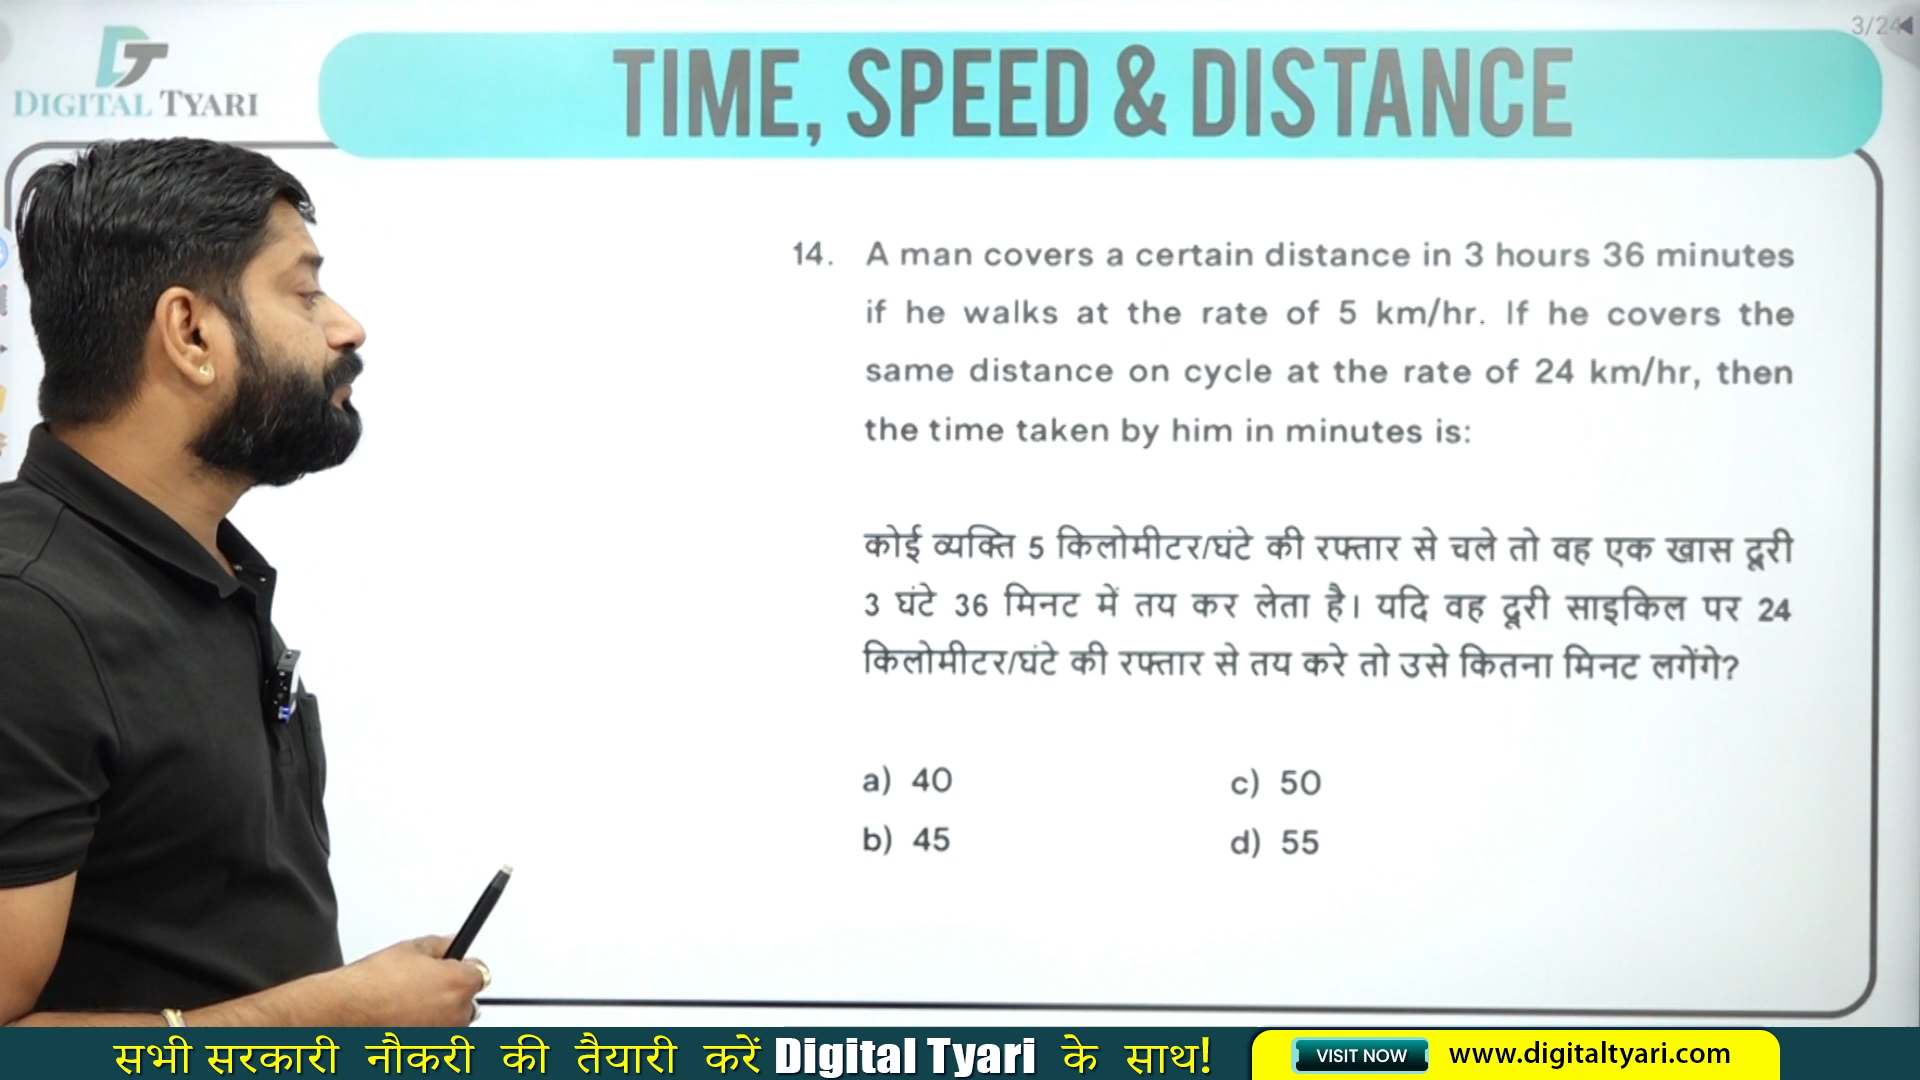 3/24
DIGITAL TYARI
TIME, SPEED & DISTANCE
14. A man covers a certain distance in 3 hours 36 minutes
if he walks at the rate of 5 km/hr. If he covers the
same distance on cycle at the rate of 24 km/hr, then
the time taken by him in minutes is:
कोई व्यक्ति 5 किलोमीटर/घंटे की रफ्तार से चले तो वह एक खास दूरी
3 घंटे 36 मिनट में तय कर लेता है। यदि वह दूरी साइकिल पर 24
किलोमीटर/घंटे की रफ्तार से तय करे तो उसे कितना मिनट लगेंगे?
a) 40 c) 50
b) 45 d) 55
सभी सरकारी नौकरी की तैयारी करें Digital Tyari के साथ!
VISIT NOW www.digitaltyari.com